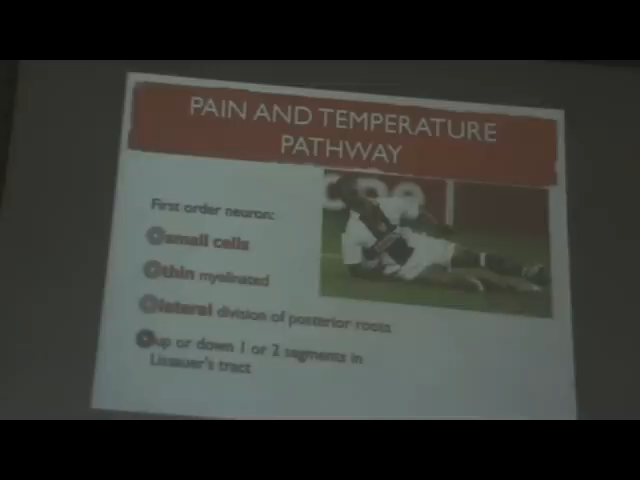 PAIN AND TEMPERATURE
PATHWAY
First order neuron:
small cells
thin myelinated
lateral division of posterior roots
up or down 1 or 2 segments in
Lissauer's tract